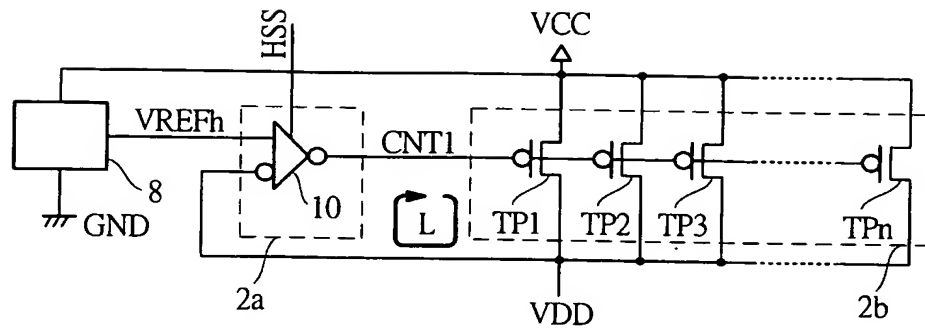 VCC
HSS
VREFh
CNT1
8
10
L
TP1
TP2
TP3
TPn
GND
2a
VDD
2b